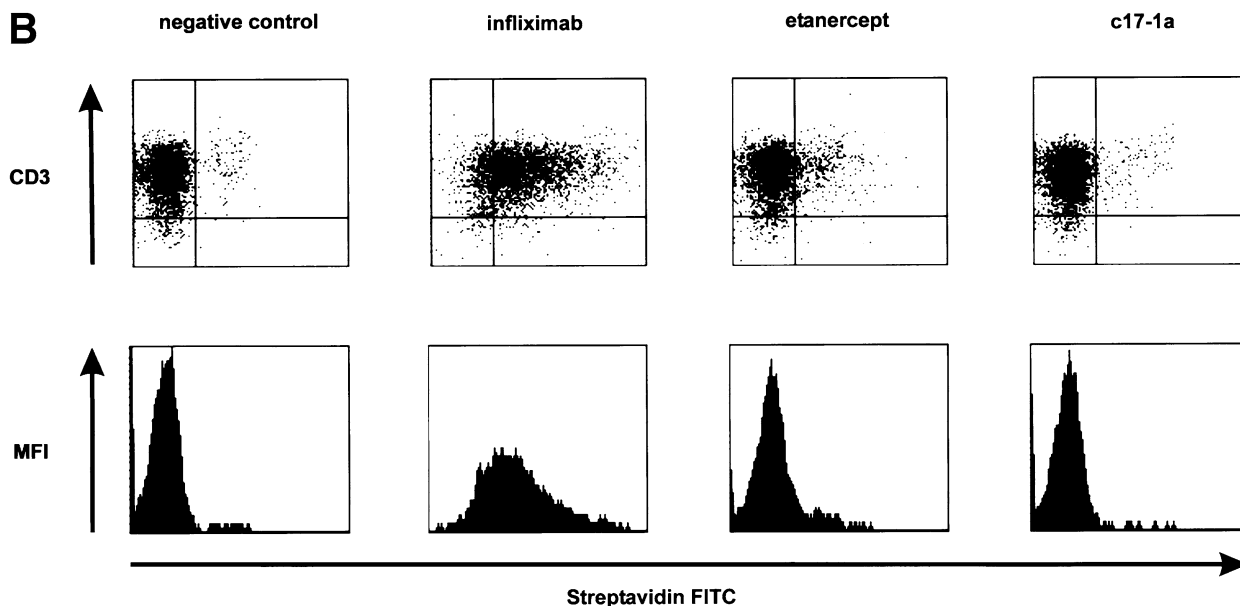 B
negative control infliximab etanercept c17-1a
CD3
MFI
Streptavidin FITC